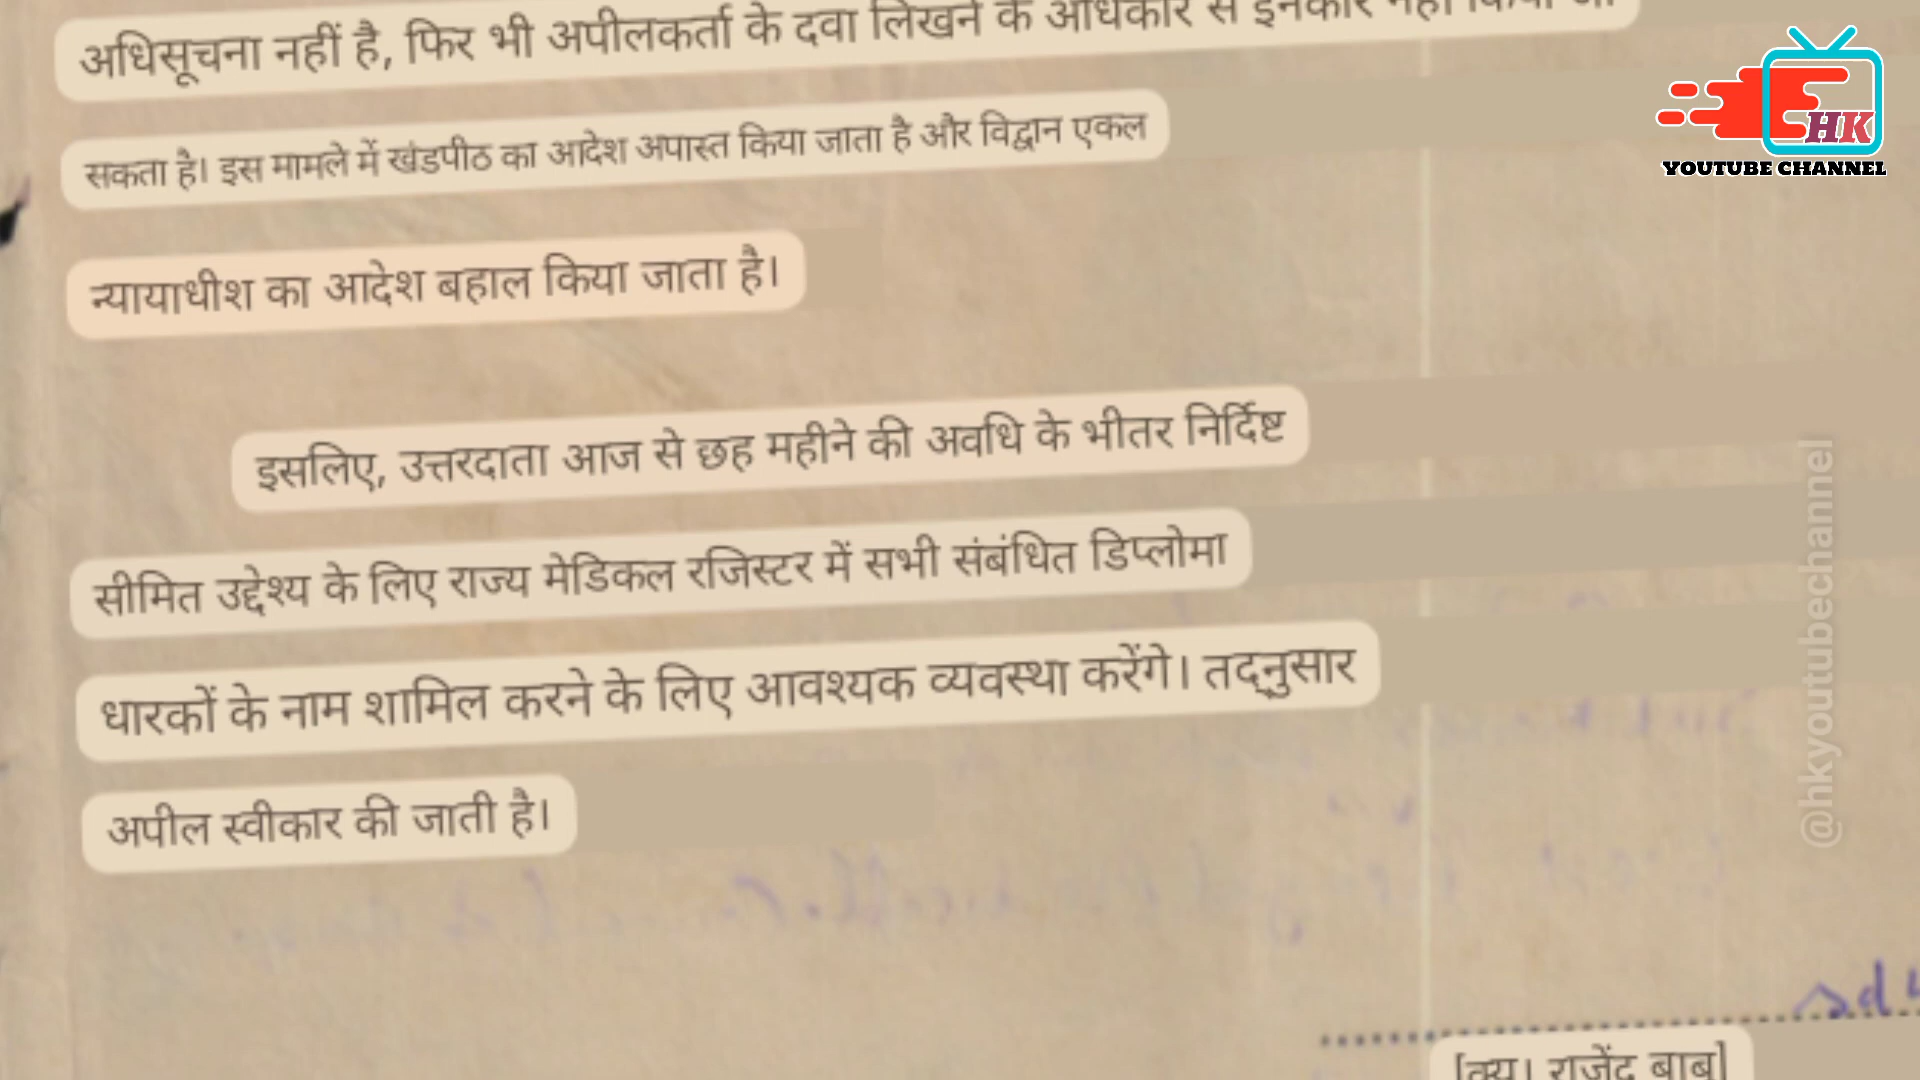 अधिसूचना नहीं है, फिर भी अपीलकर्ता के दवा लिखने के अधिकार से इनकार नहीं किया जा
सकता है। इस मामले में खंडपीठ का आदेश अपास्त किया जाता है और विद्वान एकल
न्यायाधीश का आदेश बहाल किया जाता है।
इसलिए, उत्तरदाता आज से छह महीने की अवधि के भीतर निर्दिष्ट
सीमित उद्देश्य के लिए राज्य मेडिकल रजिस्टर में सभी संबंधित डिप्लोमा
धारकों के नाम शामिल करने के लिए आवश्यक व्यवस्था करेंगे। तद्नुसार
अपील स्वीकार की जाती है।
राजेंद्र बाबू]
HK
YOUTUBE CHANNEL
@hkyoutubechannel